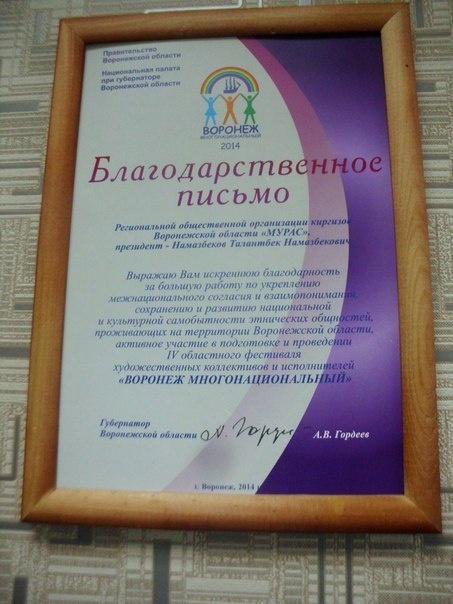 Правительство
Воронежской области
Национальная палата
при губернаторе
Воронежской области
ВОРОНЕЖ
МНОГОНАЦИОНАЛЬНЫЙ
2014
Благодарственное
письмо
Региональной общественной организации киргизов
Воронежской области «МУРАС»,
президент - Намазбеков Талантбек Намазбекович
Выражаю Вам искреннюю благодарность
за большую работу по укреплению
межнационального согласия и взаимопонимания,
сохранению и развитию национальной
и культурной самобытности этнических общностей,
проживающих на территории Воронежской области,
активное участие в подготовке и проведении
IV областного фестиваля
художественных коллективов и исполнителей
«ВОРОНЕЖ МНОГОНАЦИОНАЛЬНЫЙ»
Губернатор
Воронежской области А.В. Гордеев
г. Воронеж, 2014 г.